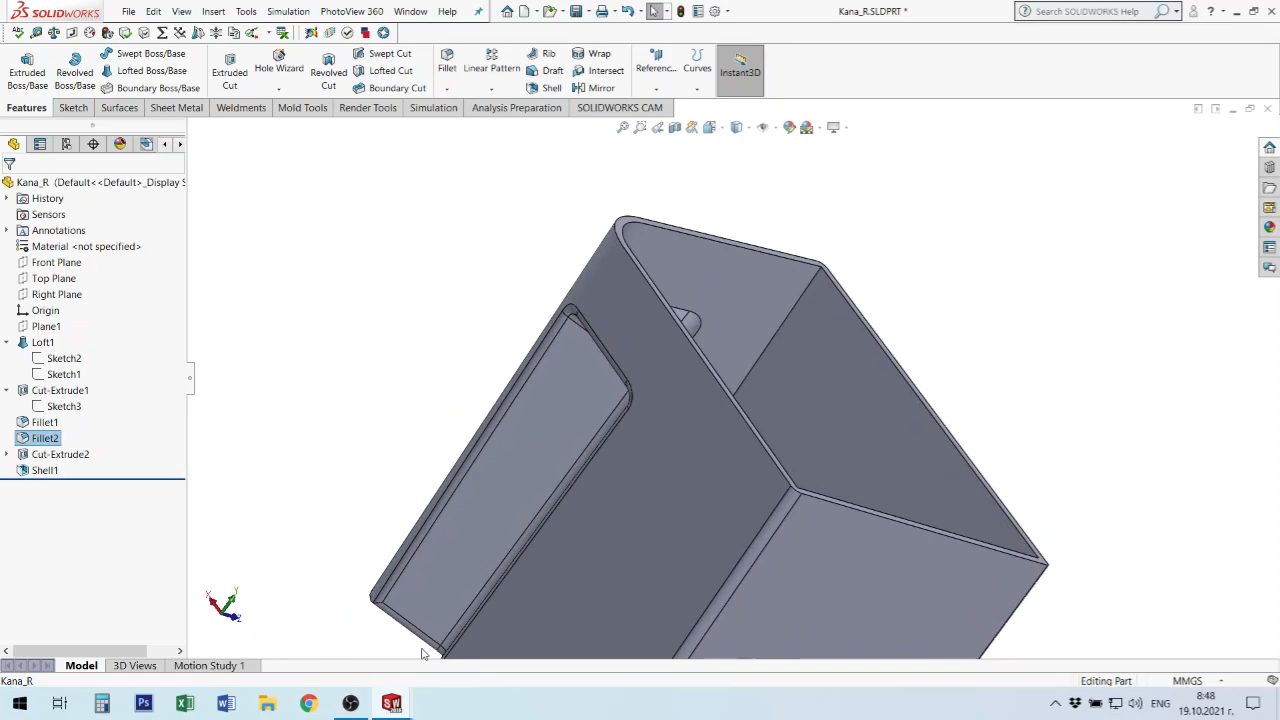 SOLIDWORKS File Edit View Insert Tools Simulation PhotoView 360 Window Help Kana_R.SLDPRT * Search SOLIDWORKS Help
Extruded Boss/Base
Revolved Boss/Base
Swept Boss/Base
Lofted Boss/Base
Boundary Boss/Base
Extruded Cut
Hole Wizard
Revolved Cut
Swept Cut
Lofted Cut
Boundary Cut
Fillet
Linear Pattern
Rib
Draft
Shell
Wrap
Intersect
Mirror
Referenc...
Curves
Instant3D
Features Sketch Surfaces Sheet Metal Weldments Mold Tools Render Tools Simulation Analysis Preparation SOLIDWORKS CAM
Kana_R (Default<<Default>_Display S
History
Sensors
Annotations
Material <not specified>
Front Plane
Top Plane
Right Plane
Origin
Plane1
Loft1
Sketch2
Sketch1
Cut-Extrude1
Sketch3
Fillet1
Fillet2
Cut-Extrude2
Shell1
Model 3D Views Motion Study 1
Kana_R Editing Part MMGS
ENG
8:48
19.10.2021 г.